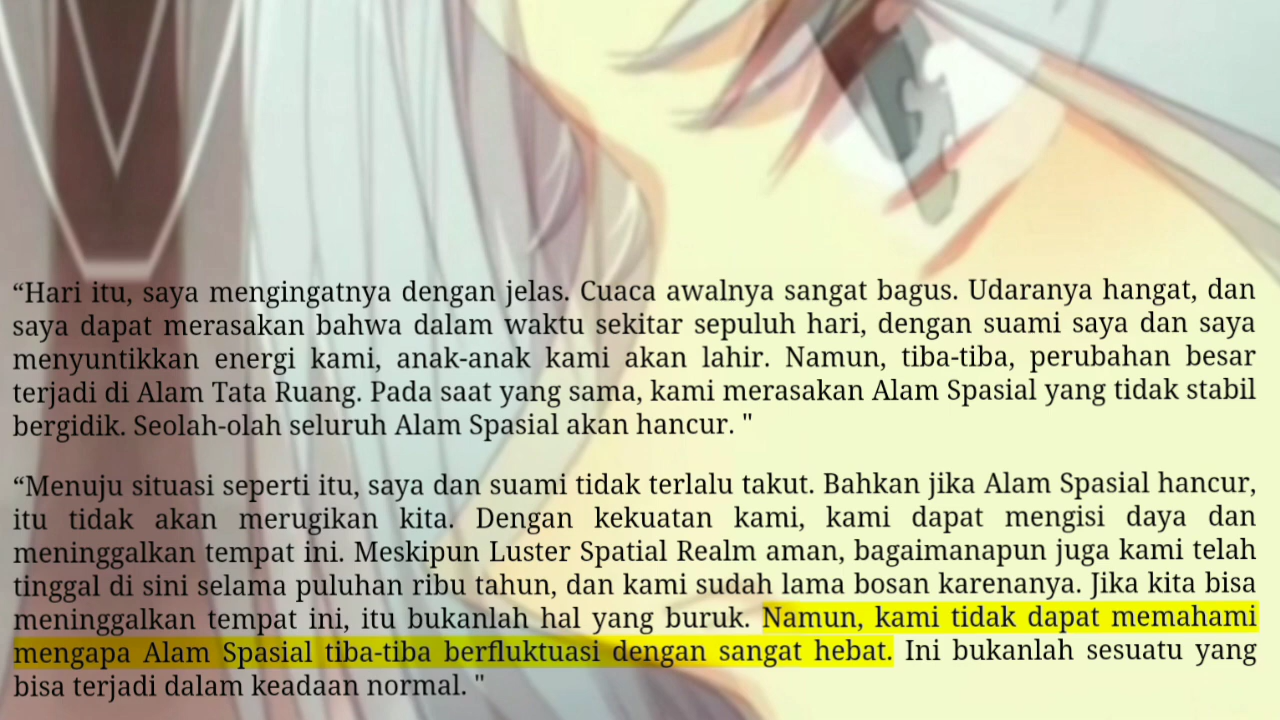 “Hari itu, saya mengingatnya dengan jelas. Cuaca awalnya sangat bagus. Udaranya hangat, dan
saya dapat merasakan bahwa dalam waktu sekitar sepuluh hari, dengan suami saya dan saya
menyuntikkan energi kami, anak-anak kami akan lahir. Namun, tiba-tiba, perubahan besar
terjadi di Alam Tata Ruang. Pada saat yang sama, kami merasakan Alam Spasial yang tidak stabil
bergidik. Seolah-olah seluruh Alam Spasial akan hancur. "
“Menuju situasi seperti itu, saya dan suami tidak terlalu takut. Bahkan jika Alam Spasial hancur,
itu tidak akan merugikan kita. Dengan kekuatan kami, kami dapat mengisi daya dan
meninggalkan tempat ini. Meskipun Luster Spatial Realm aman, bagaimanapun juga kami telah
tinggal di sini selama puluhan ribu tahun, dan kami sudah lama bosan karenanya. Jika kita bisa
meninggalkan tempat ini, itu bukanlah hal yang buruk. Namun, kami tidak dapat memahami
mengapa Alam Spasial tiba-tiba berfluktuasi dengan sangat hebat. Ini bukanlah sesuatu yang
bisa terjadi dalam keadaan normal. "